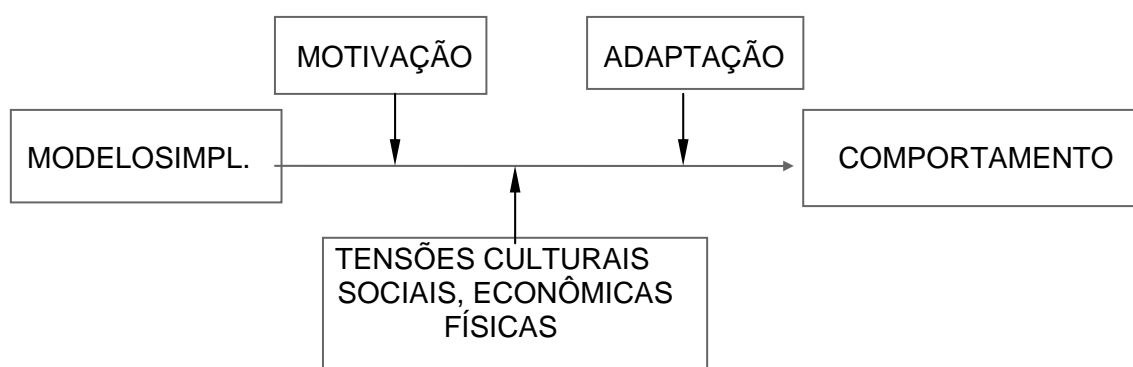 MOTIVAÇÃO
ADAPTAÇÃO
MODELOSIMPL.
COMPORTAMENTO
TENSÕES CULTURAIS
SOCIAIS, ECONÔMICAS
FÍSICAS